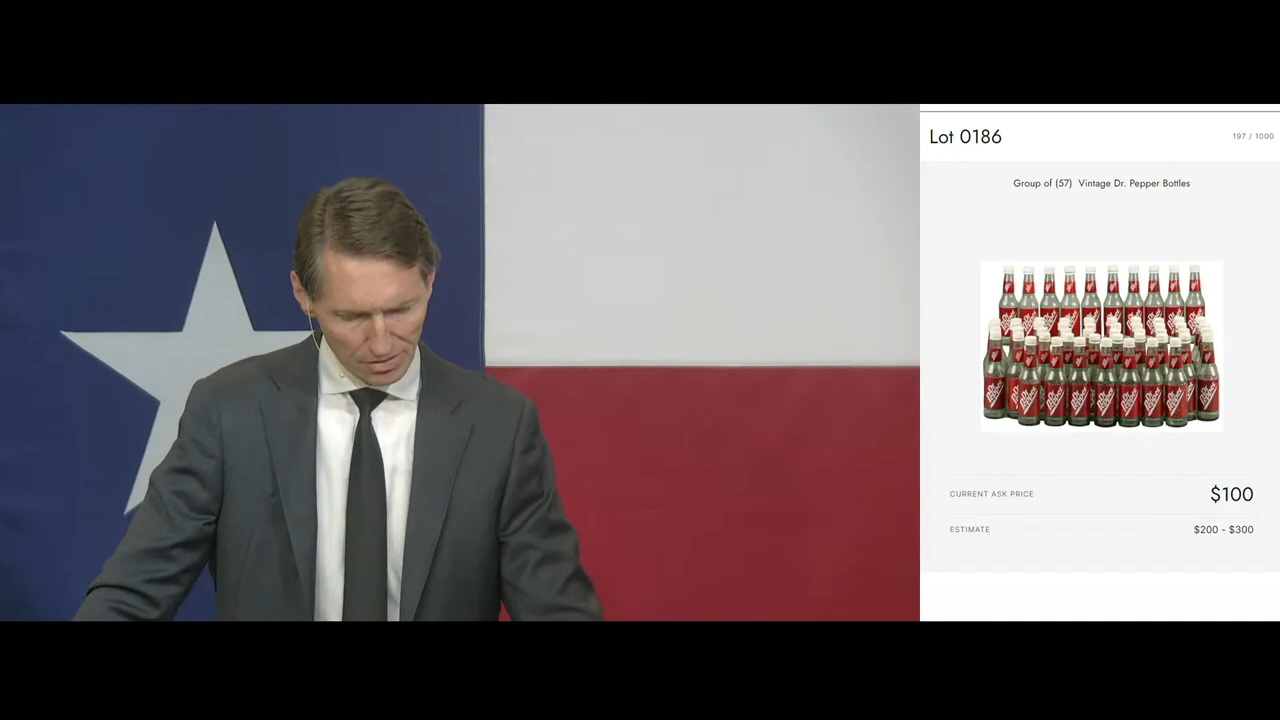 Lot 0186
197 / 1000
Group of (57) Vintage Dr. Pepper Bottles
CURRENT ASK PRICE
$100
ESTIMATE
$200 - $300